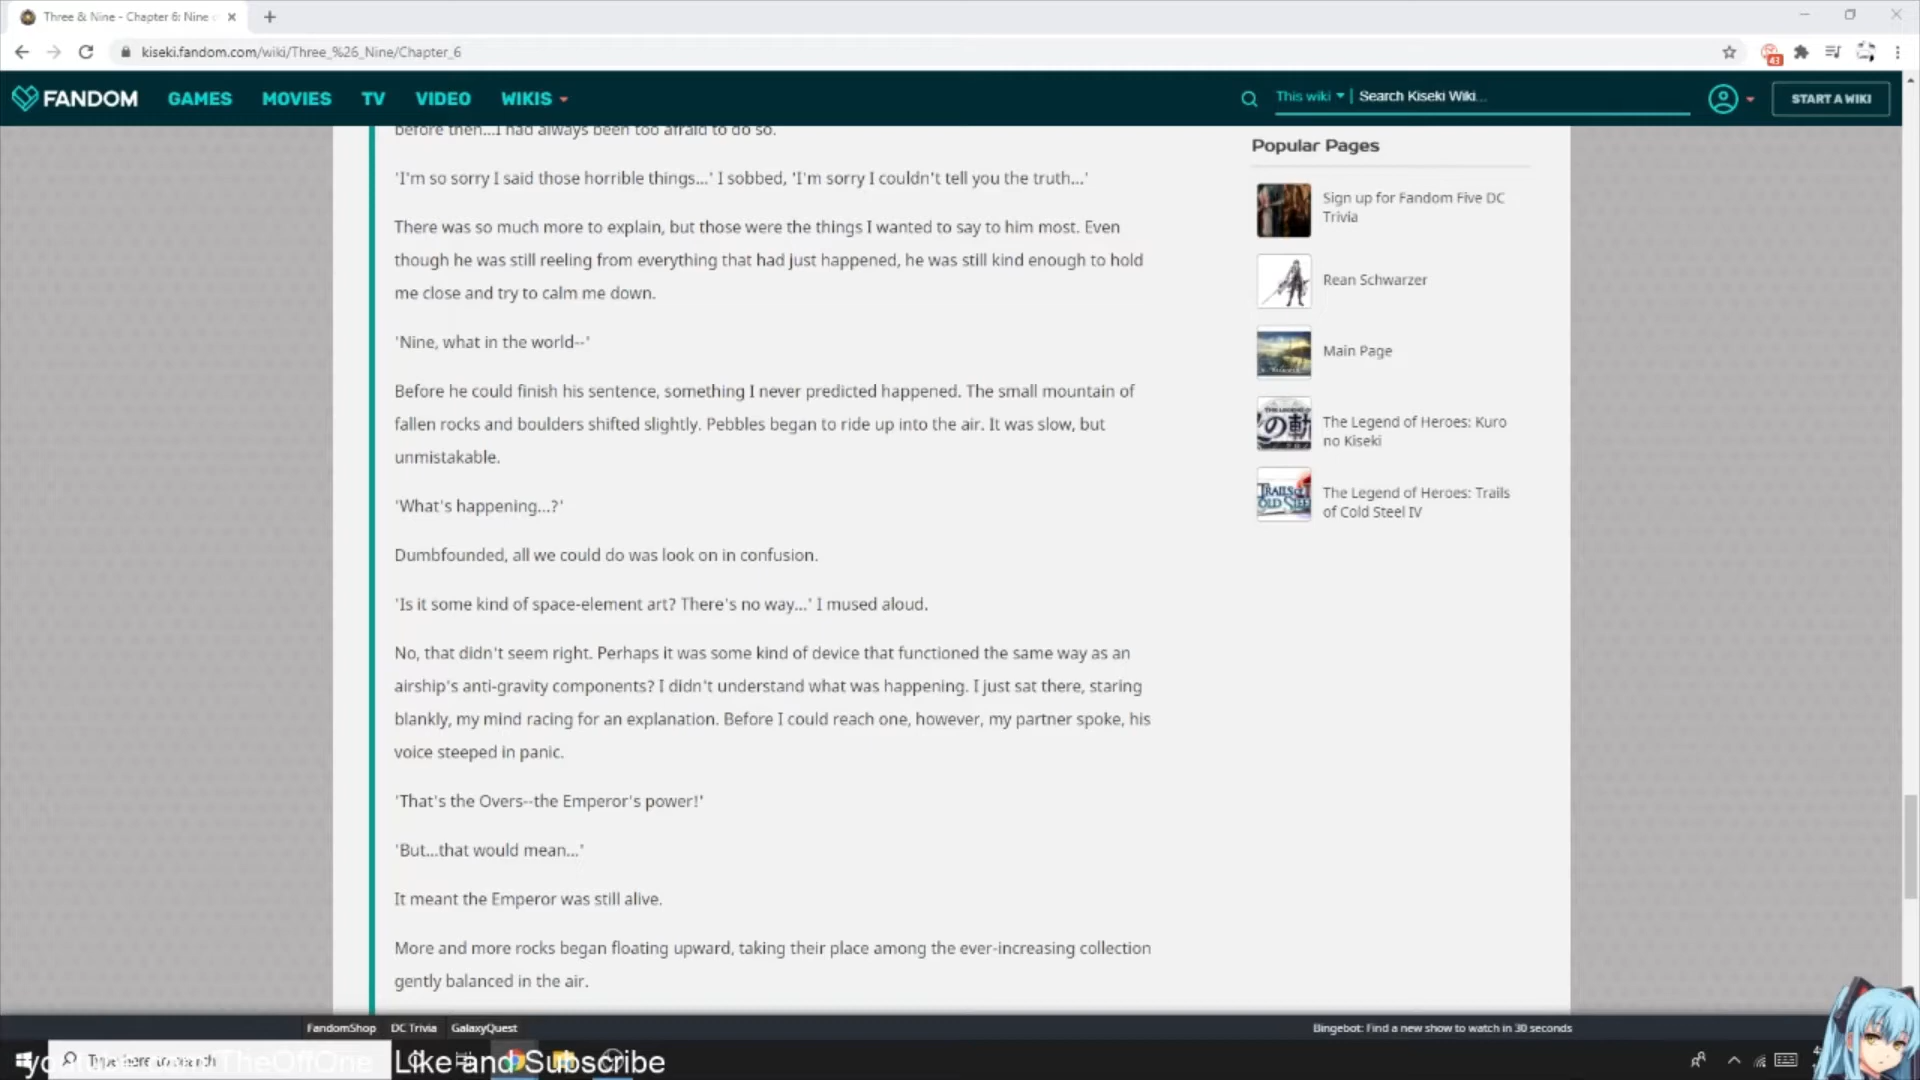 Three & Nine - Chapter 6: Nine
kiseki.fandom.com/wiki/Three_%26_Nine/Chapter_6
43
FANDOM GAMES MOVIES TV VIDEO WIKIS This wiki Search Kiseki Wiki... START A WIKI
before then...I had always been too afraid to do so.
'I'm so sorry I said those horrible things...' I sobbed, 'I'm sorry I couldn't tell you the truth...'
There was so much more to explain, but those were the things I wanted to say to him most. Even
though he was still reeling from everything that had just happened, he was still kind enough to hold
me close and try to calm me down.
'Nine, what in the world--'
Before he could finish his sentence, something I never predicted happened. The small mountain of
fallen rocks and boulders shifted slightly. Pebbles began to ride up into the air. It was slow, but
unmistakable.
'What's happening...?'
Dumbfounded, all we could do was look on in confusion.
'Is it some kind of space-element art? There's no way...' I mused aloud.
No, that didn't seem right. Perhaps it was some kind of device that functioned the same way as an
airship's anti-gravity components? I didn't understand what was happening. I just sat there, staring
blankly, my mind racing for an explanation. Before I could reach one, however, my partner spoke, his
voice steeped in panic.
'That's the Overs--the Emperor's power!'
'But...that would mean...'
It meant the Emperor was still alive.
More and more rocks began floating upward, taking their place among the ever-increasing collection
gently balanced in the air.
Popular Pages
Sign up for Fandom Five DC
Trivia
Rean Schwarzer
Main Page
The Legend of Heroes: Kuro
no Kiseki
の軌
TRAILS of
COLD STEEL
The Legend of Heroes: Trails
of Cold Steel IV
FandomShop DC Trivia GalaxyQuest Bingebot: Find a new show to watch in 30 seconds
Type here to search
youtube.com/TheOffOne Like and Subscribe